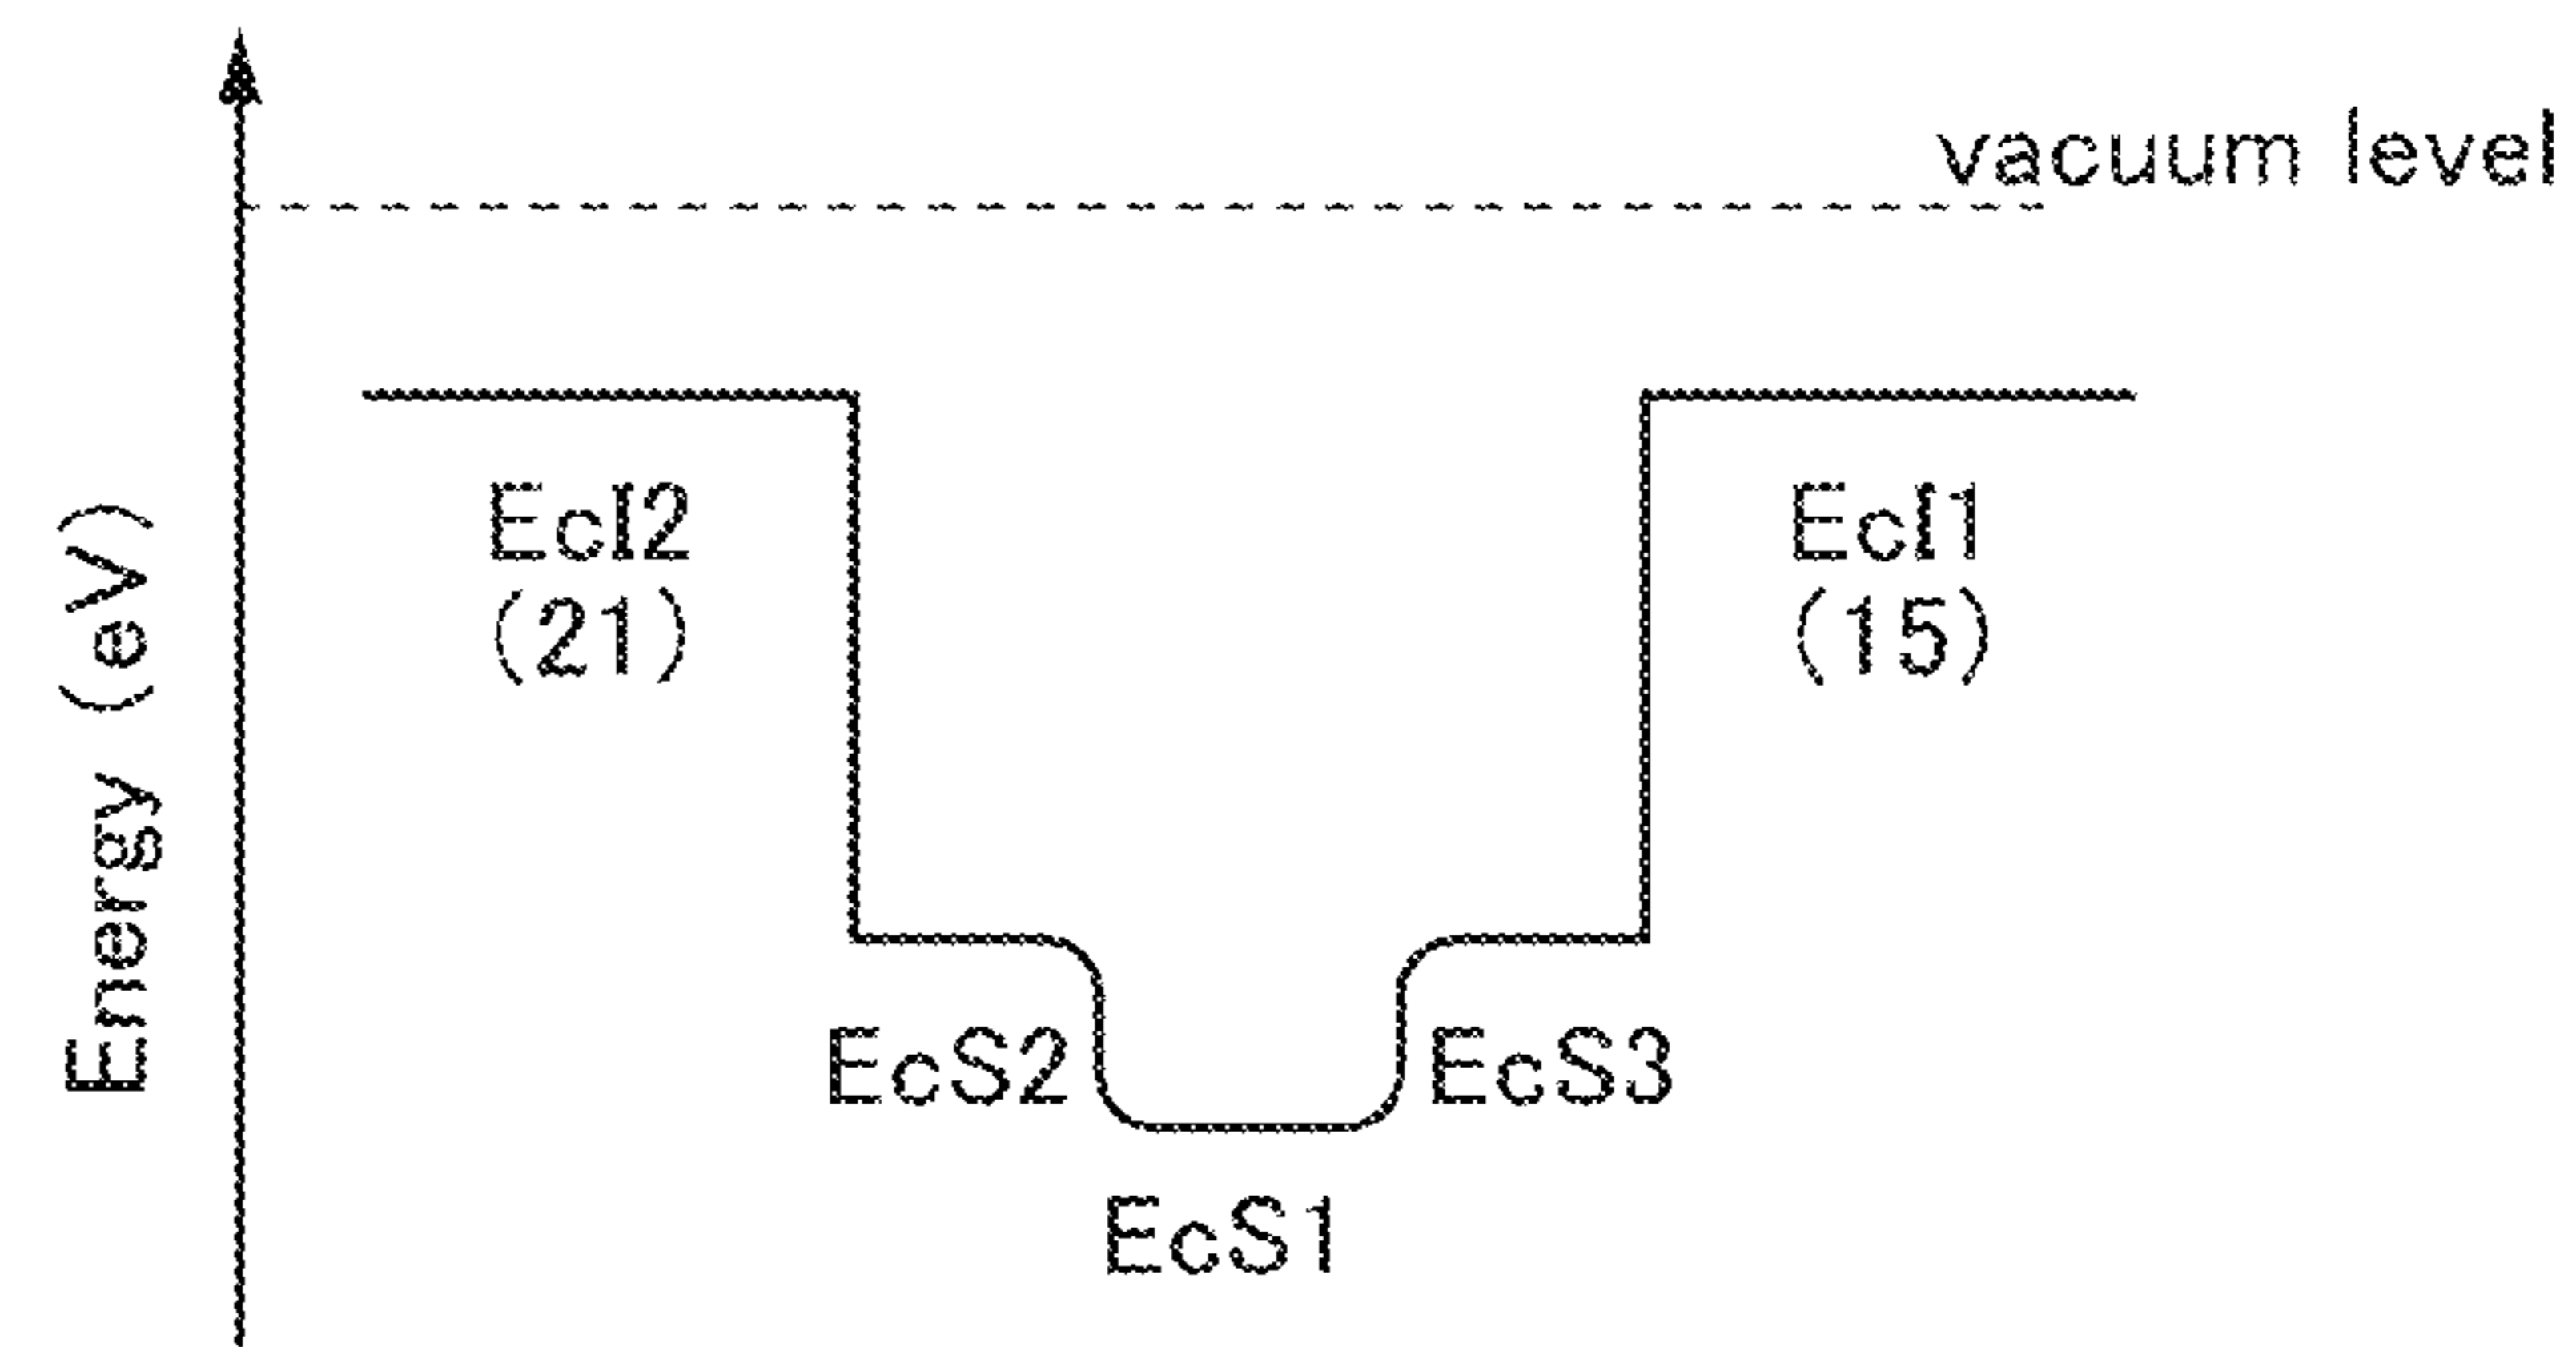 vacuum level
Energy (eV)
EcI2
(21)
EcI1
(15)
EcS2
EcS3
EcS1